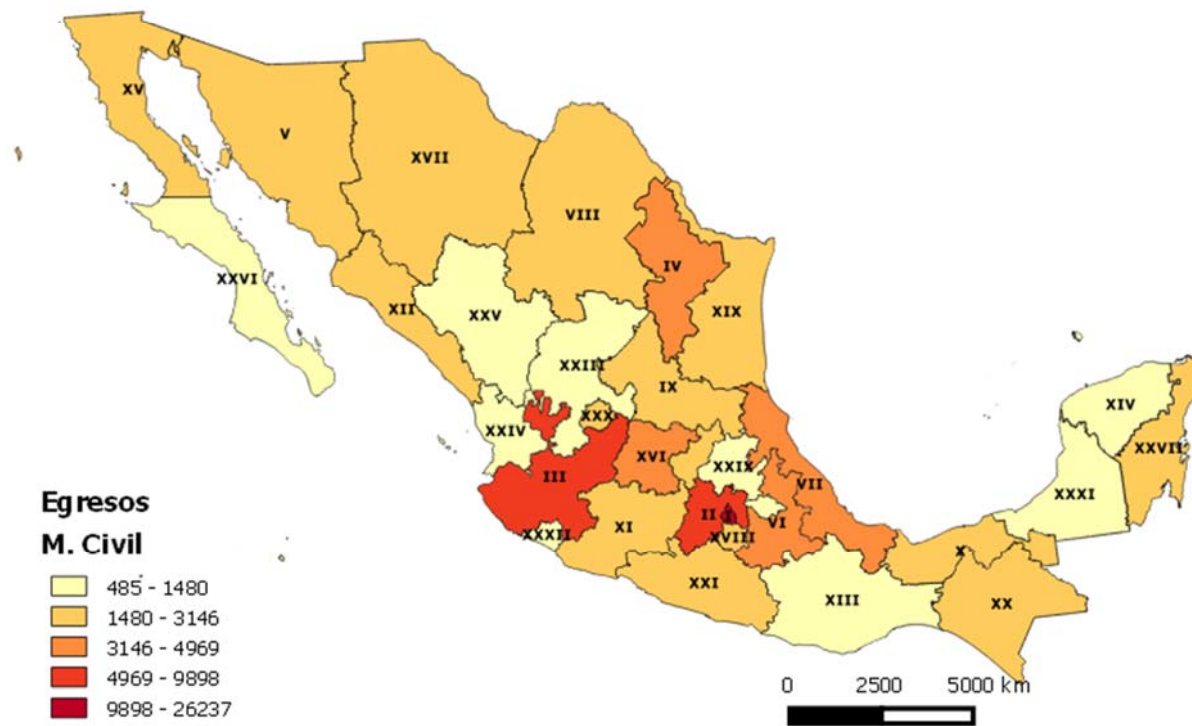 XV
V
XVII
VIII
IV
XXVI
XXV
XII
XIX
XXIII
IX
XXX
XXIV
XIV
XXVII
XVI
XXIX
III
VII
XXXI
II
I
VI
XXXII
XI
XVIII
X
XXI
XIII
XX
Egresos
M. Civil
485 - 1480
1480 - 3146
3146 - 4969
4969 - 9898
9898 - 26237
0 2500 5000 km